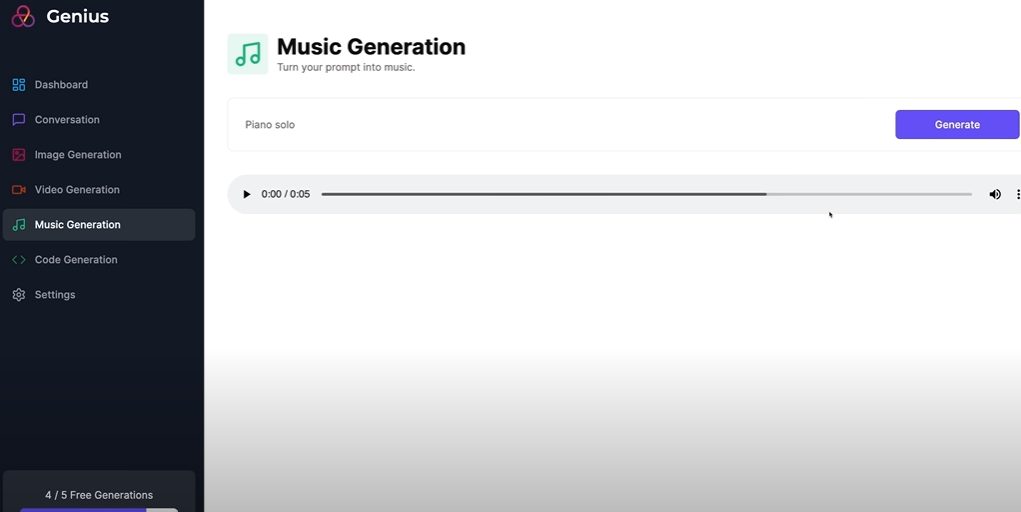 Genius
Dashboard
Conversation
Image Generation
Video Generation
Music Generation
Code Generation
Settings
4 / 5 Free Generations
Music Generation
Turn your prompt into music.
Piano solo
Generate
0:00 / 0:05